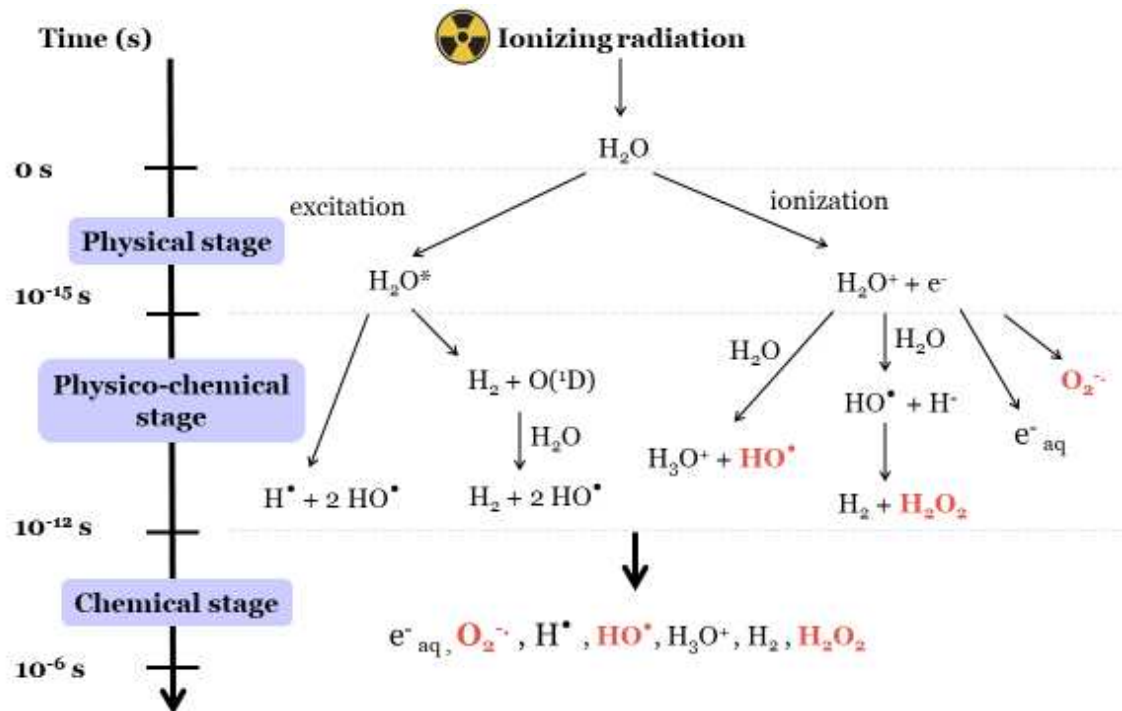 Time (s)
Ionizing radiation
H₂O
0 s
excitation
ionization
Physical stage
H₂O*
H₂O⁺ + e⁻
10⁻¹⁵ s
H₂O
H₂O
Physico-chemical
stage
H₂ + O(¹D)
O₂⁻·
HO• + H⁻
H₂O
e⁻ aq
H₃O⁺ + HO•
H• + 2 HO•
H₂ + 2 HO•
H₂ + H₂O₂
10⁻¹² s
Chemical stage
e⁻ aq, O₂⁻· , H• , HO•, H₃O⁺, H₂, H₂O₂
10⁻⁶ s